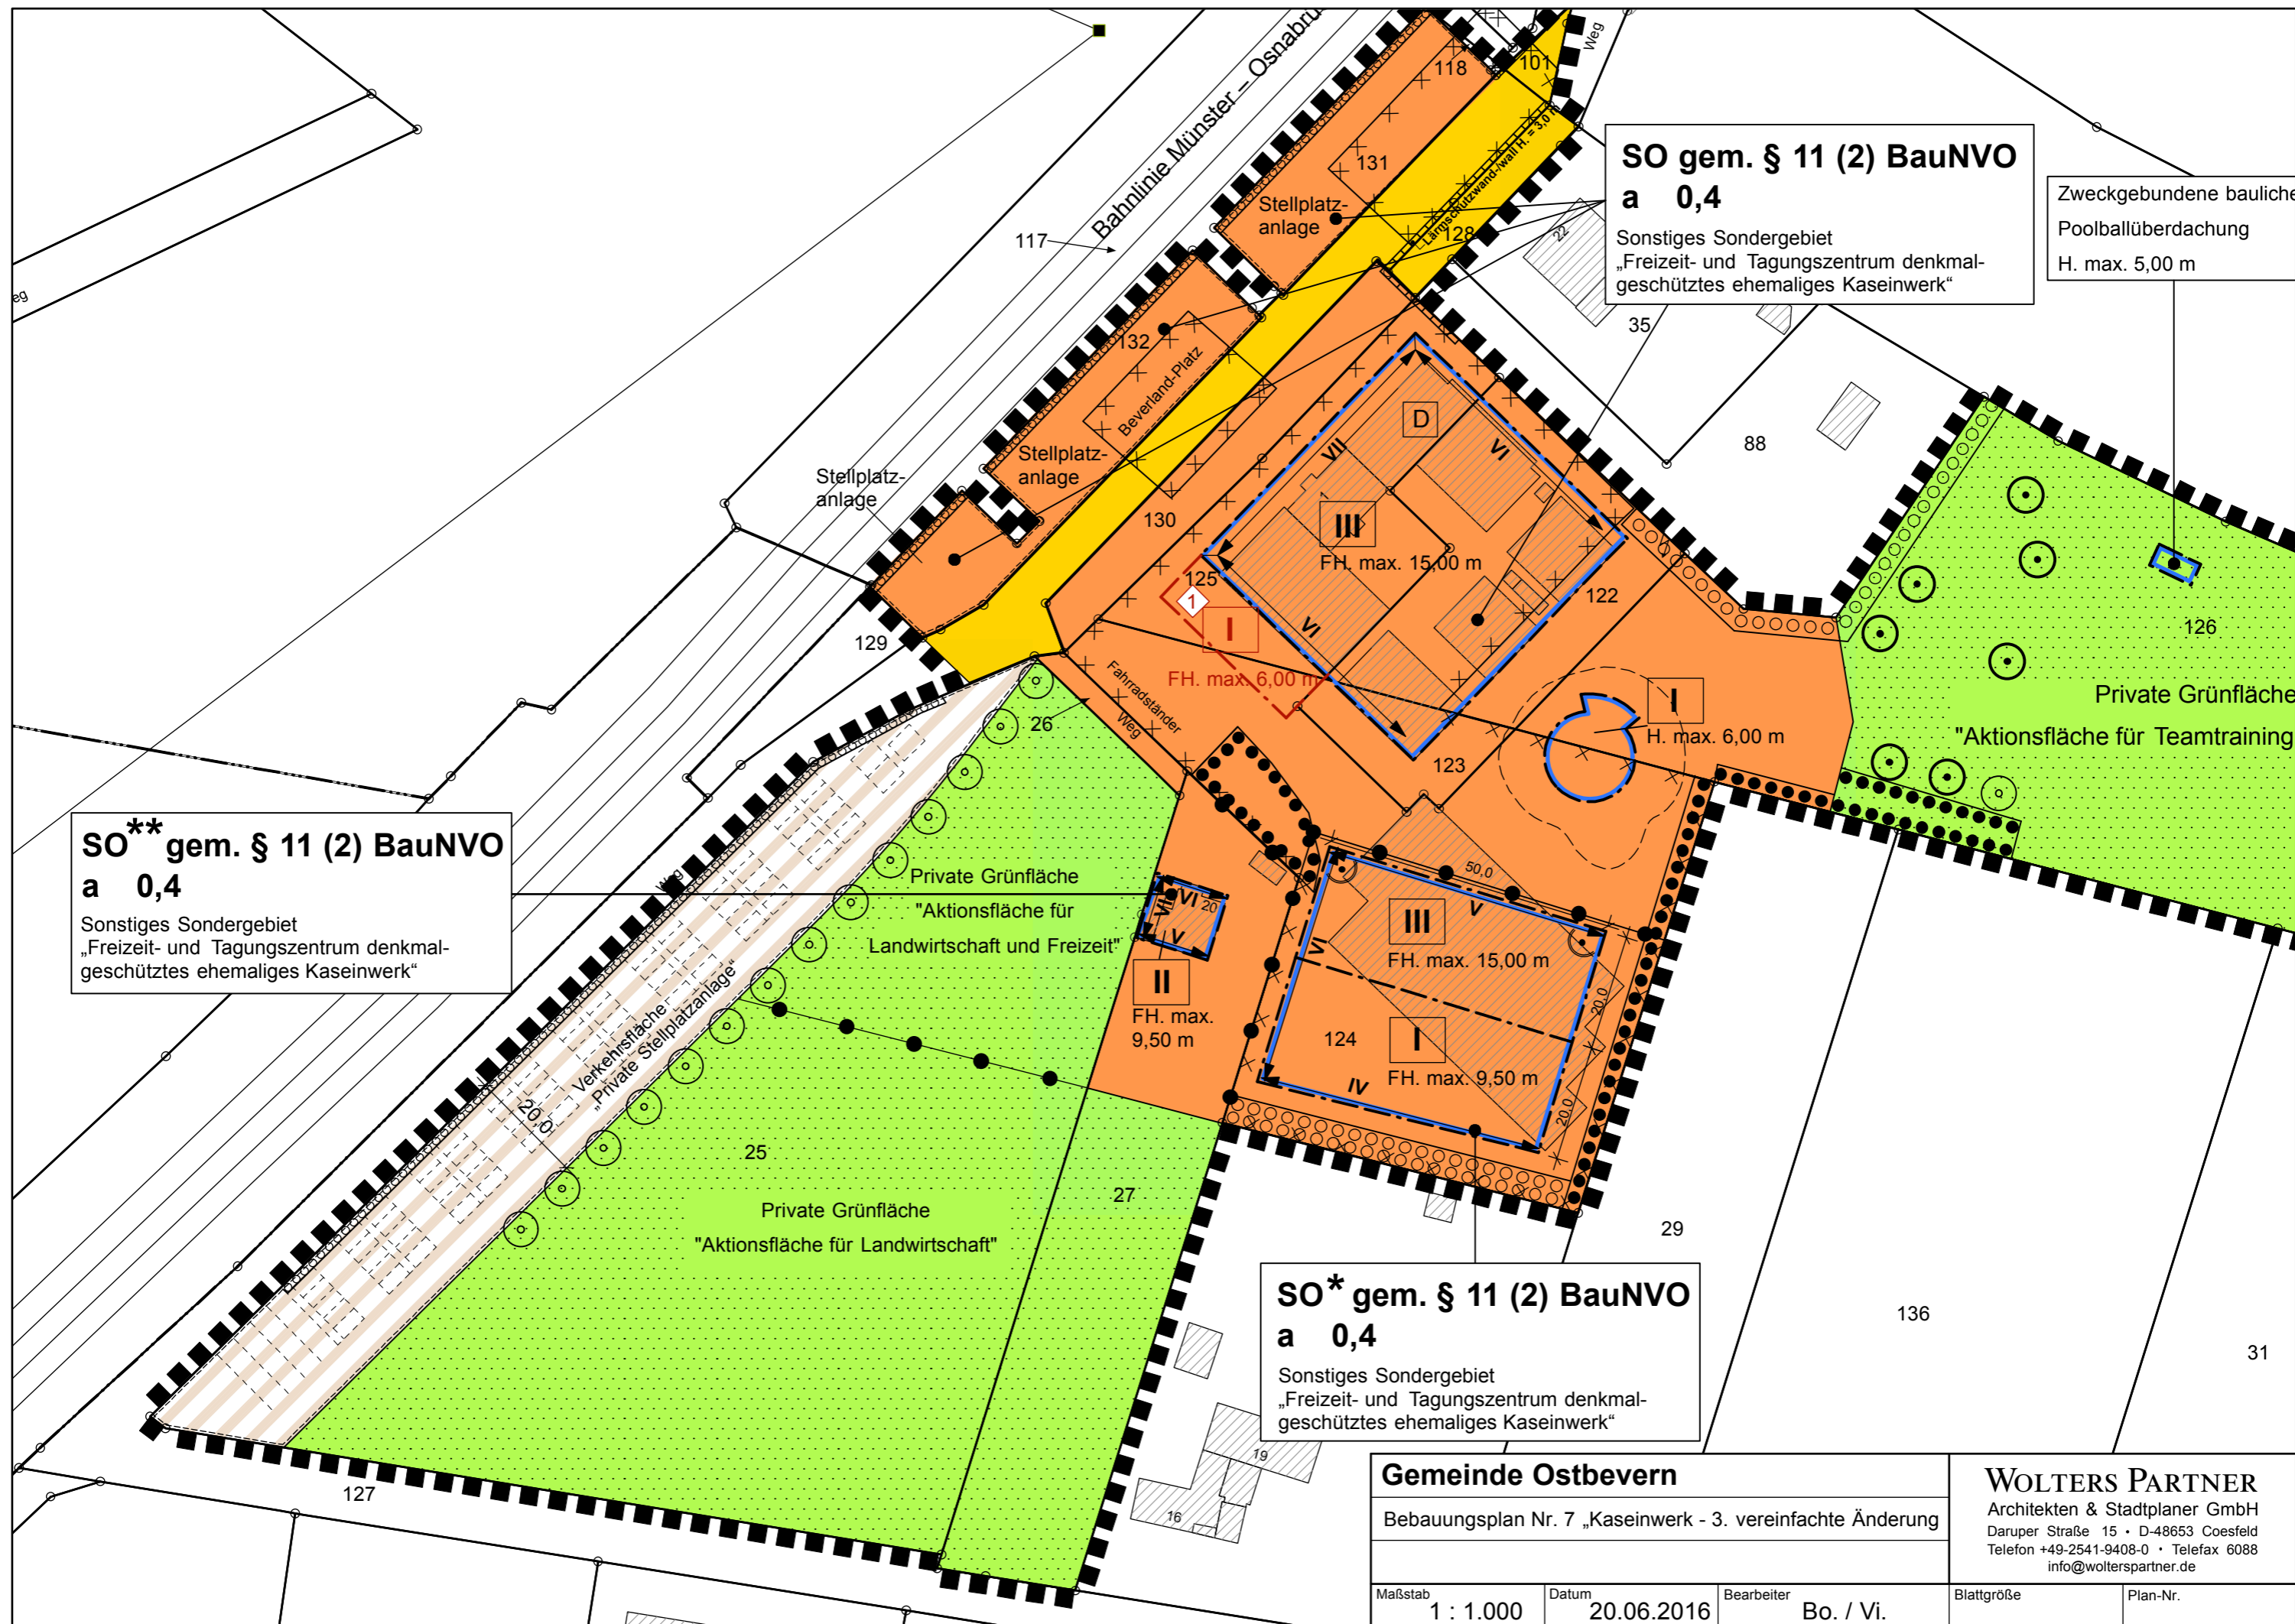 Bahnlinie Münster – Osnabrü
Weg
118
101
131
Stellplatz-
anlage
Lärmschutzwand-/wall H. = 3,0 m
128
117
132
Beverland-Platz
Stellplatz-
anlage
Stellplatz-
anlage
SO gem. § 11 (2) BauNVO
a 0,4
Sonstiges Sondergebiet
„Freizeit- und Tagungszentrum denkmal-
geschütztes ehemaliges Kaseinwerk“
Zweckgebundene bauliche
Poolballüberdachung
H. max. 5,00 m
22
35
88
eg
D
VII
VI
1
III
FH. max. 15,00 m
130
125
1
I
FH. max. 6,00 m
VI
122
129
Fahrradständer
Weg
26
123
I
H. max. 6,00 m
126
Private Grünfläche
"Aktionsfläche für Teamtraining
SO** gem. § 11 (2) BauNVO
a 0,4
Sonstiges Sondergebiet
„Freizeit- und Tagungszentrum denkmal-
geschütztes ehemaliges Kaseinwerk“
Weg
Private Grünfläche
"Aktionsfläche für
Landwirtschaft und Freizeit"
VI
20
VI
V
II
FH. max.
9,50 m
50,0
V
VI
III
FH. max. 15,00 m
20,0
124
I
FH. max. 9,50 m
IV
20,0
Verkehrsfläche
„Private Stellplatzanlage“
20,0
25
27
Private Grünfläche
"Aktionsfläche für Landwirtschaft"
29
136
31
SO* gem. § 11 (2) BauNVO
a 0,4
Sonstiges Sondergebiet
„Freizeit- und Tagungszentrum denkmal-
geschütztes ehemaliges Kaseinwerk“
19
16
127
Gemeinde Ostbevern
Bebauungsplan Nr. 7 „Kaseinwerk - 3. vereinfachte Änderung
WOLTERS PARTNER
Architekten & Stadtplaner GmbH
Daruper Straße 15 • D-48653 Coesfeld
Telefon +49-2541-9408-0 • Telefax 6088
info@wolterspartner.de
Maßstab
1 : 1.000
Datum
20.06.2016
Bearbeiter
Bo. / Vi.
Blattgröße
Plan-Nr.